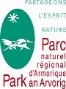 PARTAGEONS
L'ESPRIT
NATURE
Parc
naturel
régional
d'Armorique
Park
an Arvorig